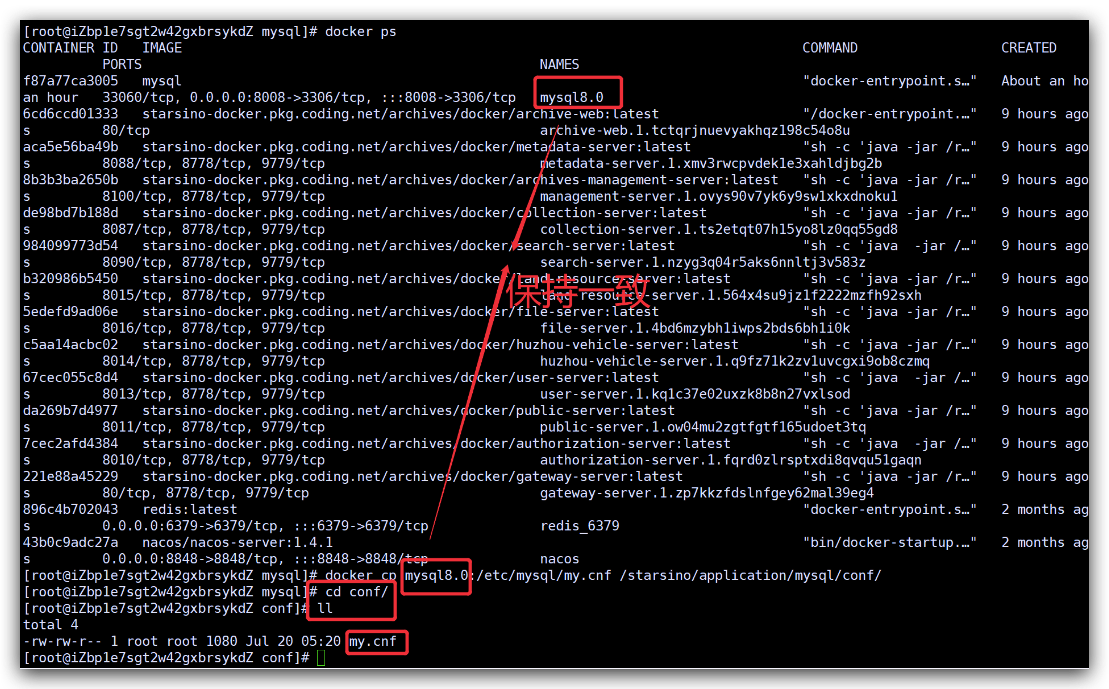 [root@iZbp1e7sgt2w42gxbrsykdZ mysql]# docker ps
CONTAINER ID   IMAGE   COMMAND   CREATED
PORTS   NAMES
f87a77ca3005   mysql   "docker-entrypoint.s…"   About an ho
an hour   33060/tcp, 0.0.0.0:8008->3306/tcp, :::8008->3306/tcp   mysql8.0
6cd6ccd01333   starsino-docker.pkg.coding.net/archives/docker/archive-web:latest   "/docker-entrypoint.…"   9 hours ago
s   80/tcp   archive-web.1.tctqrjnuevyakhqzl98c54o8u
aca5e56ba49b   starsino-docker.pkg.coding.net/archives/docker/metadata-server:latest   "sh -c 'java -jar /r…"   9 hours ago
s   8088/tcp, 8778/tcp, 9779/tcp   metadata-server.1.xmv3rwcpvdek1e3xahldjbg2b
8b3b3ba2650b   starsino-docker.pkg.coding.net/archives/docker/archives-management-server:latest   "sh -c 'java -jar /r…"   9 hours ago
s   8100/tcp, 8778/tcp, 9779/tcp   management-server.1.ovys90v7yk6y9sw1xkxdnoku1
de98bd7b188d   starsino-docker.pkg.coding.net/archives/docker/collection-server:latest   "sh -c 'java -jar /r…"   9 hours ago
s   8087/tcp, 8778/tcp, 9779/tcp   collection-server.1.ts2etqt07h15yo8lz0qq55gd8
984099773d54   starsino-docker.pkg.coding.net/archives/docker/search-server:latest   "sh -c 'java  -jar /…"   9 hours ago
s   8090/tcp, 8778/tcp, 9779/tcp   search-server.1.nzyg3q04r5aks6nnltj3v583z
b320986b5450   starsino-docker.pkg.coding.net/archives/docker/land-resource-server:latest   "sh -c 'java -jar /r…"   9 hours ago
保持一致
s   8015/tcp, 8778/tcp, 9779/tcp   land-resource-server.1.564x4su9jz1f2222mzfh92sxh
5edefd9ad06e   starsino-docker.pkg.coding.net/archives/docker/file-server:latest   "sh -c 'java -jar /r…"   9 hours ago
s   8016/tcp, 8778/tcp, 9779/tcp   file-server.1.4bd6mzybh1iwps2bds6bh1i0k
c5aa14acbc02   starsino-docker.pkg.coding.net/archives/docker/huzhou-vehicle-server:latest   "sh -c 'java -jar /r…"   9 hours ago
s   8014/tcp, 8778/tcp, 9779/tcp   huzhou-vehicle-server.1.q9fz71k2zv1uvcgxi9ob8czmq
67cec055c8d4   starsino-docker.pkg.coding.net/archives/docker/user-server:latest   "sh -c 'java  -jar /…"   9 hours ago
s   8013/tcp, 8778/tcp, 9779/tcp   user-server.1.kq1c37e02uxzk8b8n27vxlsod
da269b7d4977   starsino-docker.pkg.coding.net/archives/docker/public-server:latest   "sh -c 'java -jar /r…"   9 hours ago
s   8011/tcp, 8778/tcp, 9779/tcp   public-server.1.ow04mu2zgtfgtf165udoet3tq
7cec2afd4384   starsino-docker.pkg.coding.net/archives/docker/authorization-server:latest   "sh -c 'java  -jar /…"   9 hours ago
s   8010/tcp, 8778/tcp, 9779/tcp   authorization-server.1.fqrd0zlrsptxdi8qvqu51gaqn
221e88a45229   starsino-docker.pkg.coding.net/archives/docker/gateway-server:latest   "sh -c 'java -jar /r…"   9 hours ago
s   80/tcp, 8778/tcp, 9779/tcp   gateway-server.1.zp7kkzfdslnfgey62mal39eg4
896c4b702043   redis:latest   "docker-entrypoint.s…"   2 months ag
s   0.0.0.0:6379->6379/tcp, :::6379->6379/tcp   redis_6379
43b0c9adc27a   nacos/nacos-server:1.4.1   "bin/docker-startup.…"   2 months ag
s   0.0.0.0:8848->8848/tcp, :::8848->8848/tcp   nacos
[root@iZbp1e7sgt2w42gxbrsykdZ mysql]# docker cp mysql8.0:/etc/mysql/my.cnf /starsino/application/mysql/conf/
[root@iZbp1e7sgt2w42gxbrsykdZ mysql]# cd conf/
[root@iZbp1e7sgt2w42gxbrsykdZ conf]# ll
total 4
-rw-rw-r-- 1 root root 1080 Jul 20 05:20 my.cnf
[root@iZbp1e7sgt2w42gxbrsykdZ conf]#